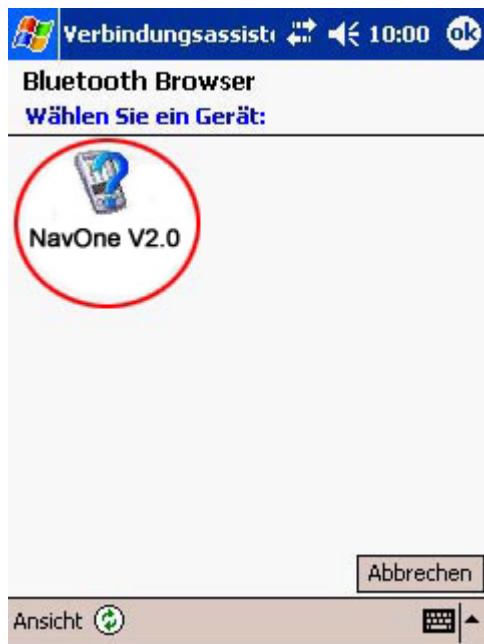 Verbindungsassist 10:00 ok
Bluetooth Browser
Wählen Sie ein Gerät:
NavOne V2.0
Abbrechen
Ansicht